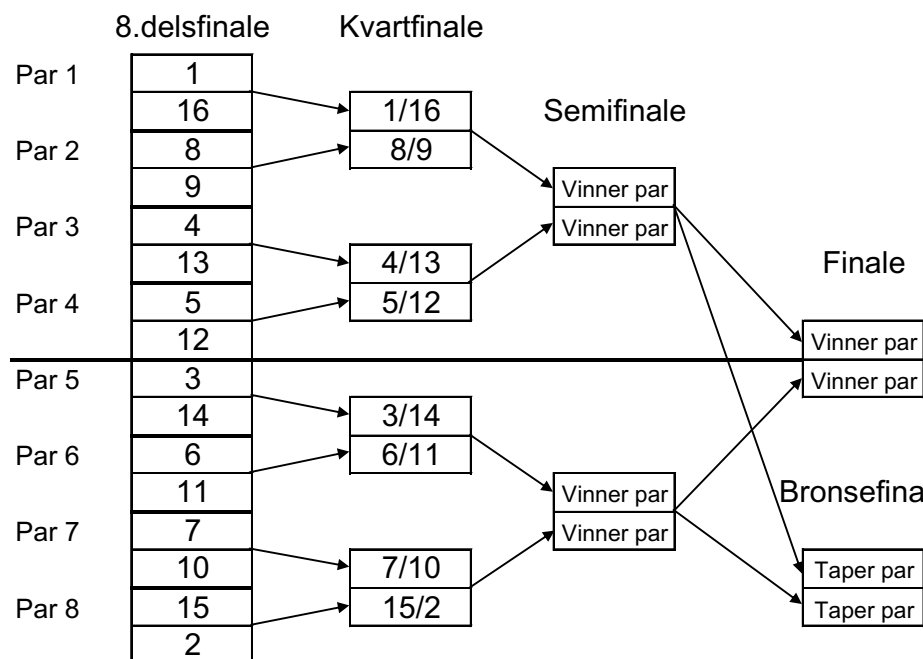 8.delsfinale
Kvartfinale
Par 1
1
16
1/16
Semifinale
Par 2
8
8/9
9
Vinner par
Par 3
4
Vinner par
13
4/13
Finale
Par 4
5
5/12
12
Vinner par
Par 5
3
Vinner par
14
3/14
Par 6
6
6/11
11
Vinner par
Bronsefina
Par 7
7
Vinner par
10
7/10
Taper par
Par 8
15
15/2
Taper par
2